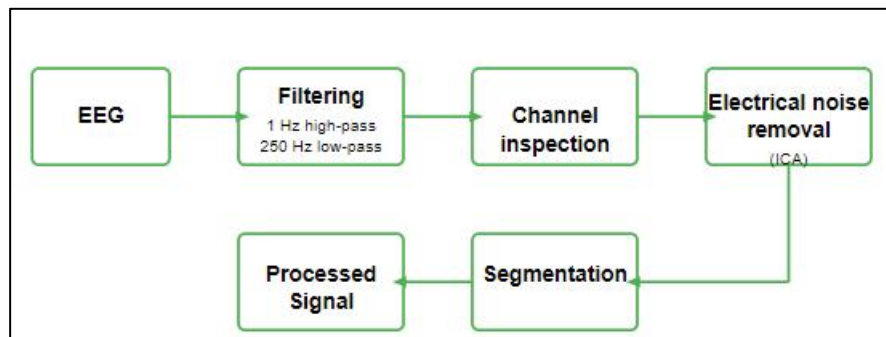 EEG
Filtering
1 Hz high-pass
250 Hz low-pass
Channel
inspection
Electrical noise
removal
(ICA)
Segmentation
Processed
Signal